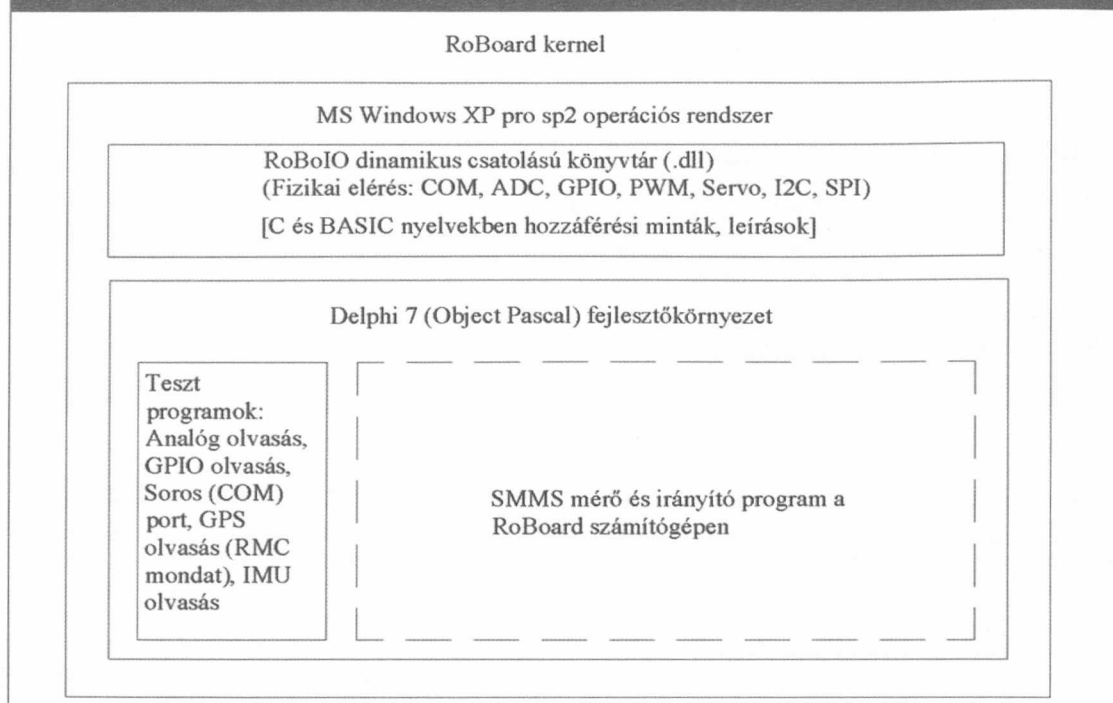 RoBoard kernel
MS Windows XP pro sp2 operációs rendszer
RoBoIO dinamikus csatolású könyvtár (.dll)
(Fizikai elérés: COM, ADC, GPIO, PWM, Servo, I2C, SPI)
[C és BASIC nyelvekben hozzáférési minták, leírások]
Delphi 7 (Object Pascal) fejlesztőkörnyezet
Teszt
programok:
Analóg olvasás,
GPIO olvasás,
Soros (COM)
port, GPS
olvasás (RMC
mondat), IMU
olvasás
SMMS mérő és irányító program a
RoBoard számítógépen